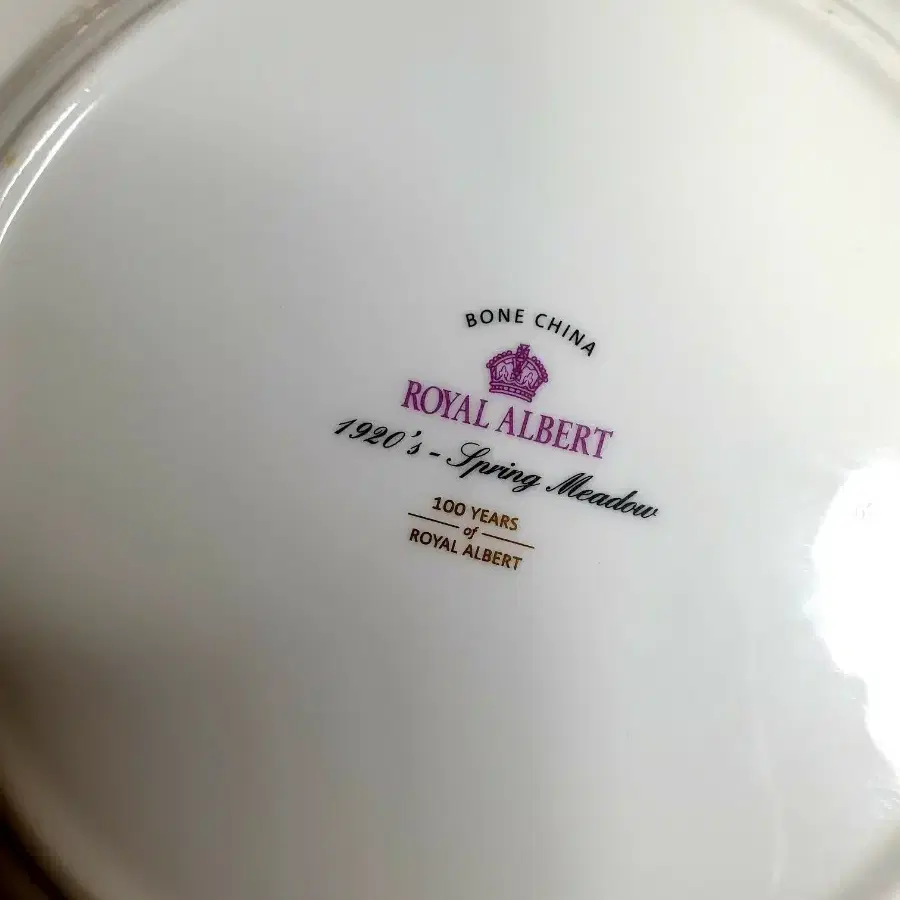 BONE CHINA
ROYAL ALBERT
1920's - Spring Meadow
100 YEARS
of
ROYAL ALBERT